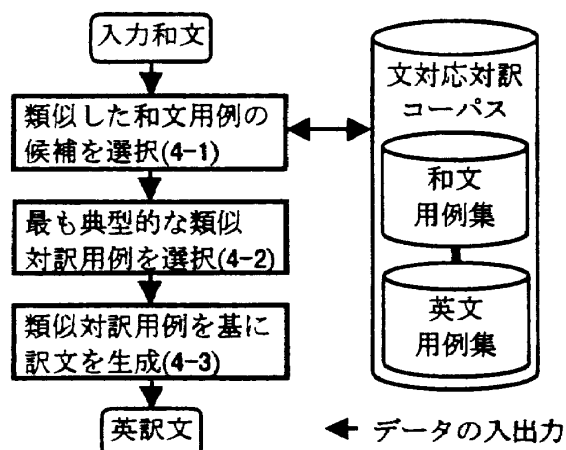 入力和文
類似した和文用例の
候補を選択(4-1)
最も典型的な類似
対訳用例を選択(4-2)
類似対訳用例を基に
訳文を生成(4-3)
英訳文
文対応対訳
コーパス
和文
用例集
英文
用例集
データの入出力